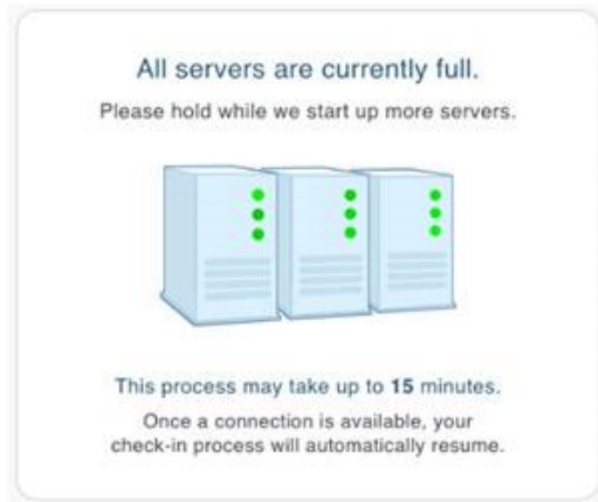 All servers are currently full.
Please hold while we start up more servers.
This process may take up to 15 minutes.
Once a connection is available, your
check-in process will automatically resume.